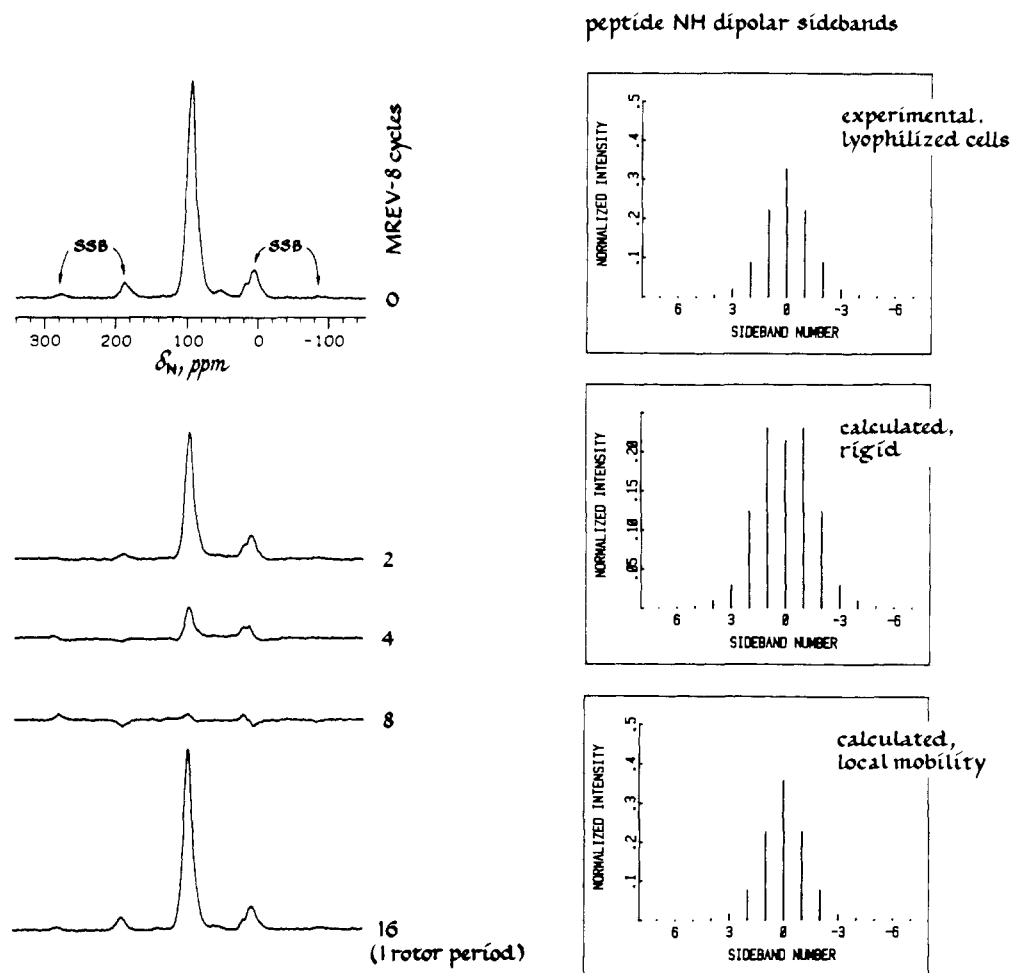 peptide NH dipolar sidebands
MREV-8 cycles
SSB
SSB
0
300 200 100 0 -100
δN, ppm
2
4
8
16
(1 rotor period)
experimental,
lyophilized cells
NORMALIZED INTENSITY
.5
.4
.3
.2
.1
6 3 0 -3 -6
SIDEBAND NUMBER
calculated,
rigid
NORMALIZED INTENSITY
.20
.15
.10
.05
6 3 0 -3 -6
SIDEBAND NUMBER
calculated,
local mobility
NORMALIZED INTENSITY
.5
.4
.3
.2
.1
6 3 0 -3 -6
SIDEBAND NUMBER